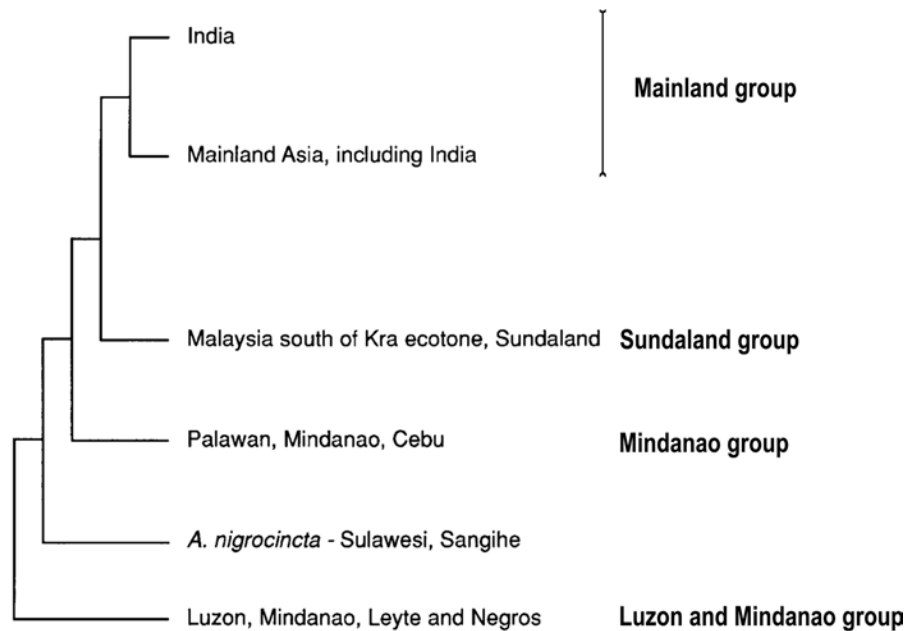 India
Mainland group
Mainland Asia, including India
Malaysia south of Kra ecotone, Sundaland Sundaland group
Palawan, Mindanao, Cebu Mindanao group
A. nigrocincta - Sulawesi, Sangihe
Luzon, Mindanao, Leyte and Negros Luzon and Mindanao group